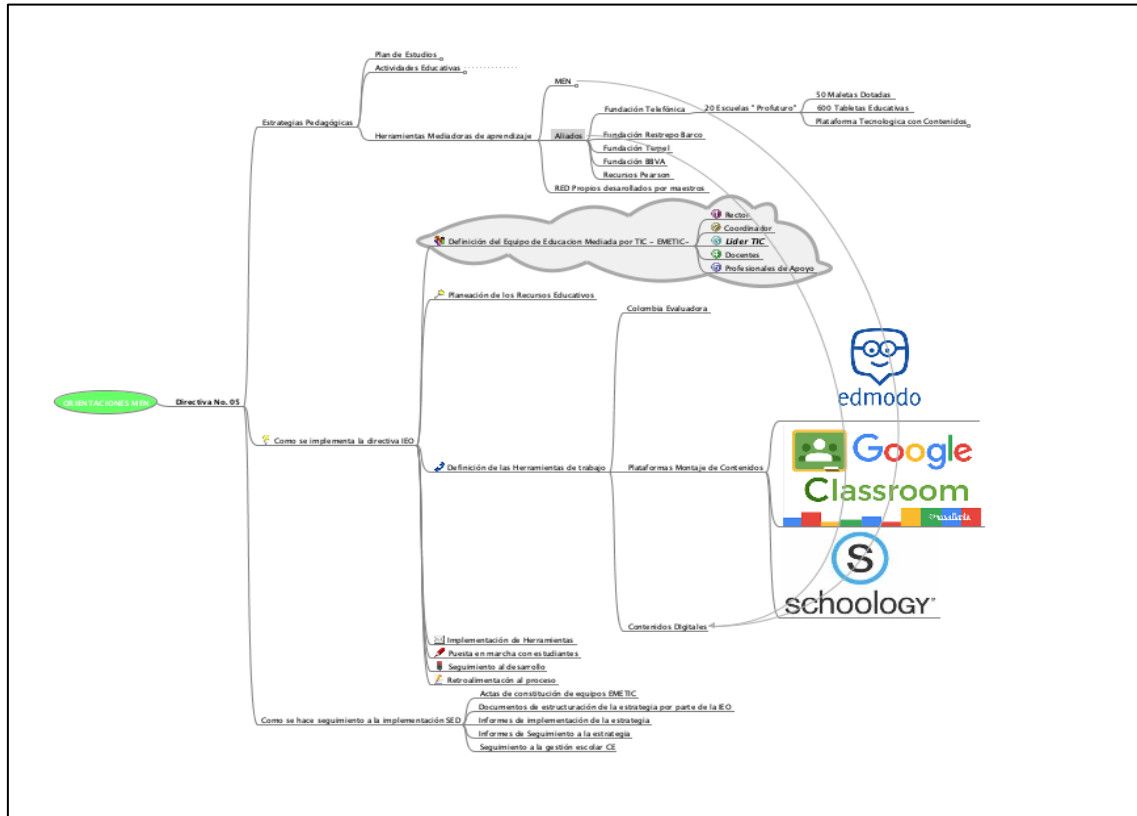 ORIENTACIONES MEN
Directiva No. 05
Estrategias Pedagógicas
Plan de Estudios
Actividades Educativas
Herramientas Mediadoras de aprendizaje
MEN
Aliados
Fundación Telefónica
20 Escuelas " Profuturo"
50 Maletas Dotadas
600 Tabletas Educativas
Plataforma Tecnologica con Contenidos
Fundación Restrepo Barco
Fundación
Fundación BBVA
Recursos Pearson
RED Propios desarollados por maestros
Como se implementa la directiva IEO
Definición del Equipo de Educacion Mediada por TIC - EMETIC-
Rector
Coordinador
Lider TIC
Docentes
Profesionales de Apoyo
Planeación de los Recursos Educativos
Definición de las Herramientas de trabajo
Colombia Evaluadora
Plataformas Montaje de Contenidos
edmodo
Google
Classroom
S
schoology
Contenidos Digitales
Implementación de Herramientas
Puesta en marcha con estudiantes
Seguimiento al desarrollo
Retroalimentacón al proceso
Como se hace seguimiento a la implementación SED
Actas de constitución de equipos EMETIC
Documentos de estructuración de la estrategia por parte de la IEO
Informes de implementación de la estrategia
Informes de Seguimiento a la estrategia
Seguimiento a la gestión escolar CE